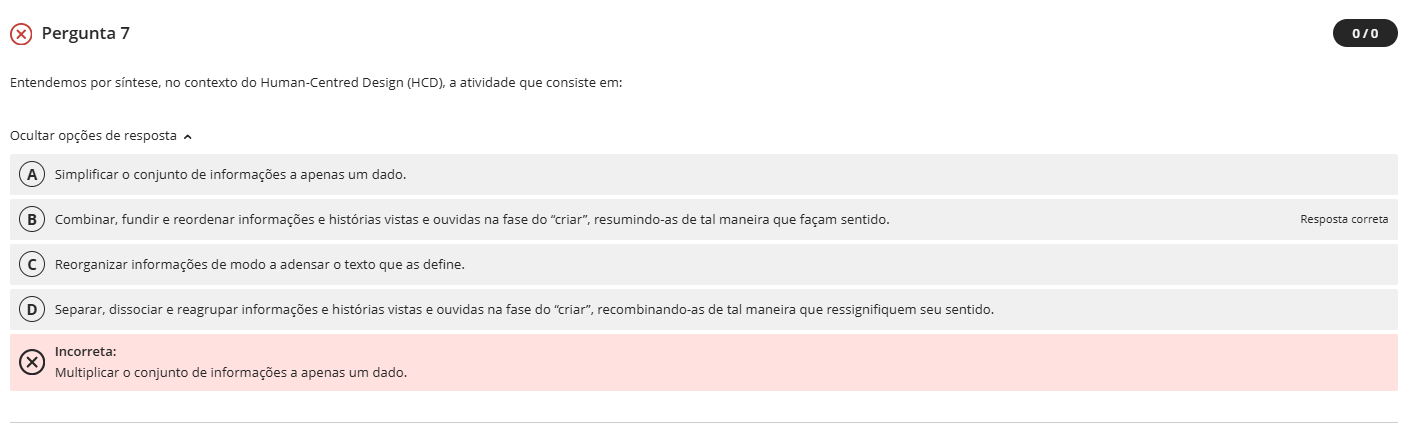 Pergunta 7
0 / 0
Entendemos por síntese, no contexto do Human-Centred Design (HCD), a atividade que consiste em:
Ocultar opções de resposta
A Simplificar o conjunto de informações a apenas um dado.
B Combinar, fundir e reordenar informações e histórias vistas e ouvidas na fase do “criar”, resumindo-as de tal maneira que façam sentido. Resposta correta
C Reorganizar informações de modo a adensar o texto que as define.
D Separar, dissociar e reagrupar informações e histórias vistas e ouvidas na fase do “criar”, recombinando-as de tal maneira que ressignifiquem seu sentido.
Incorreta:
Multiplicar o conjunto de informações a apenas um dado.